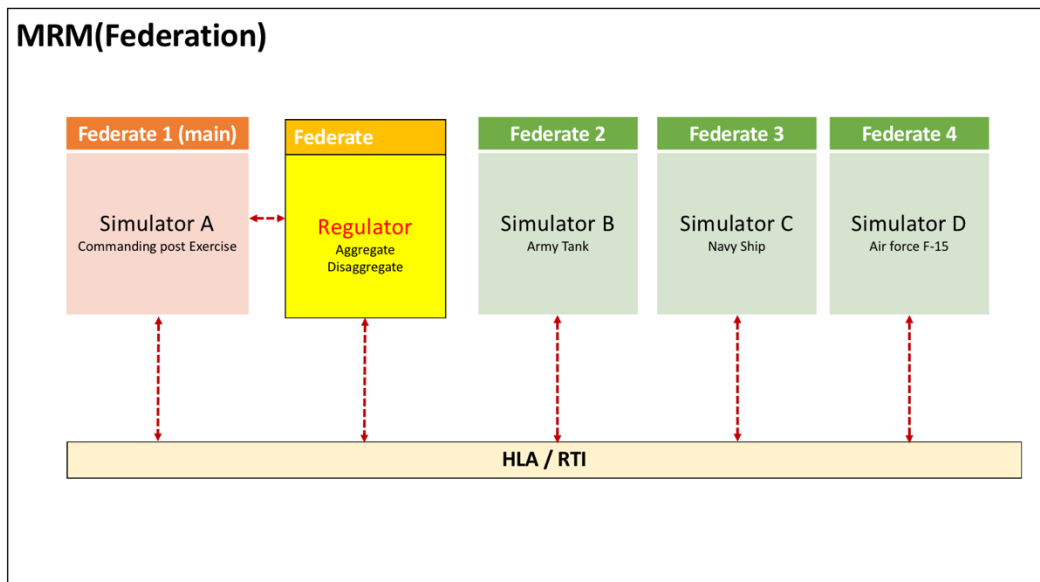 MRM(Federation)
Federate 1 (main)
Simulator A
Commanding post Exercise
Federate
Regulator
Aggregate
Disaggregate
Federate 2
Simulator B
Army Tank
Federate 3
Simulator C
Navy Ship
Federate 4
Simulator D
Air force F-15
HLA / RTI